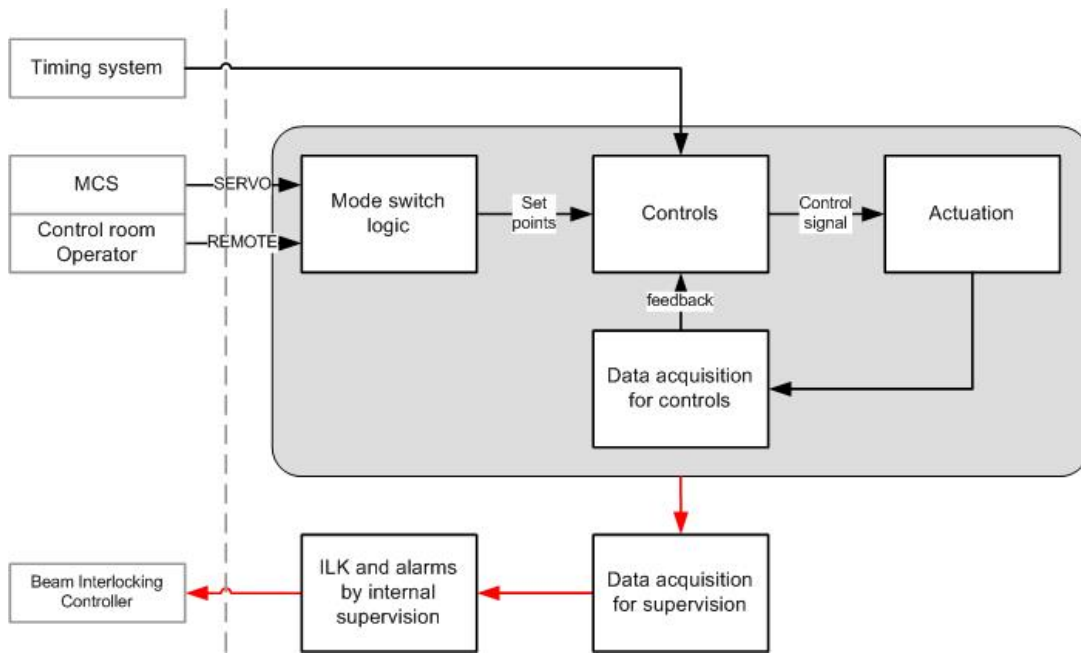 Timing system
MCS
Control room
Operator
SERVO
REMOTE
Mode switch
logic
Set
points
Controls
Control
signal
Actuation
feedback
Data acquisition
for controls
Beam Interlocking
Controller
ILK and alarms
by internal
supervision
Data acquisition
for supervision